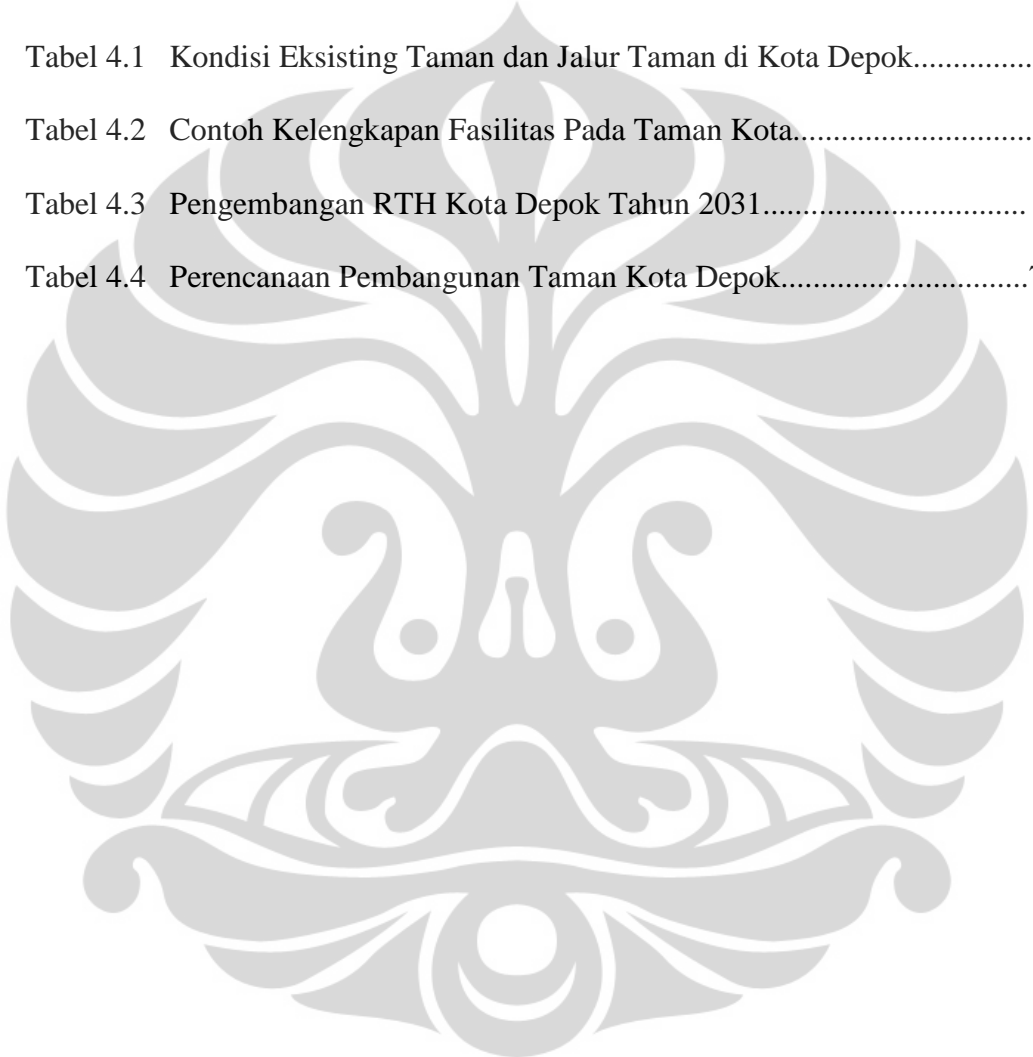 Tabel 4.1 Kondisi Eksisting Taman dan Jalur Taman di Kota Depok...............
Tabel 4.2 Contoh Kelengkapan Fasilitas Pada Taman Kota..............................
Tabel 4.3 Pengembangan RTH Kota Depok Tahun 2031.................................
Tabel 4.4 Perencanaan Pembangunan Taman Kota Depok...............................